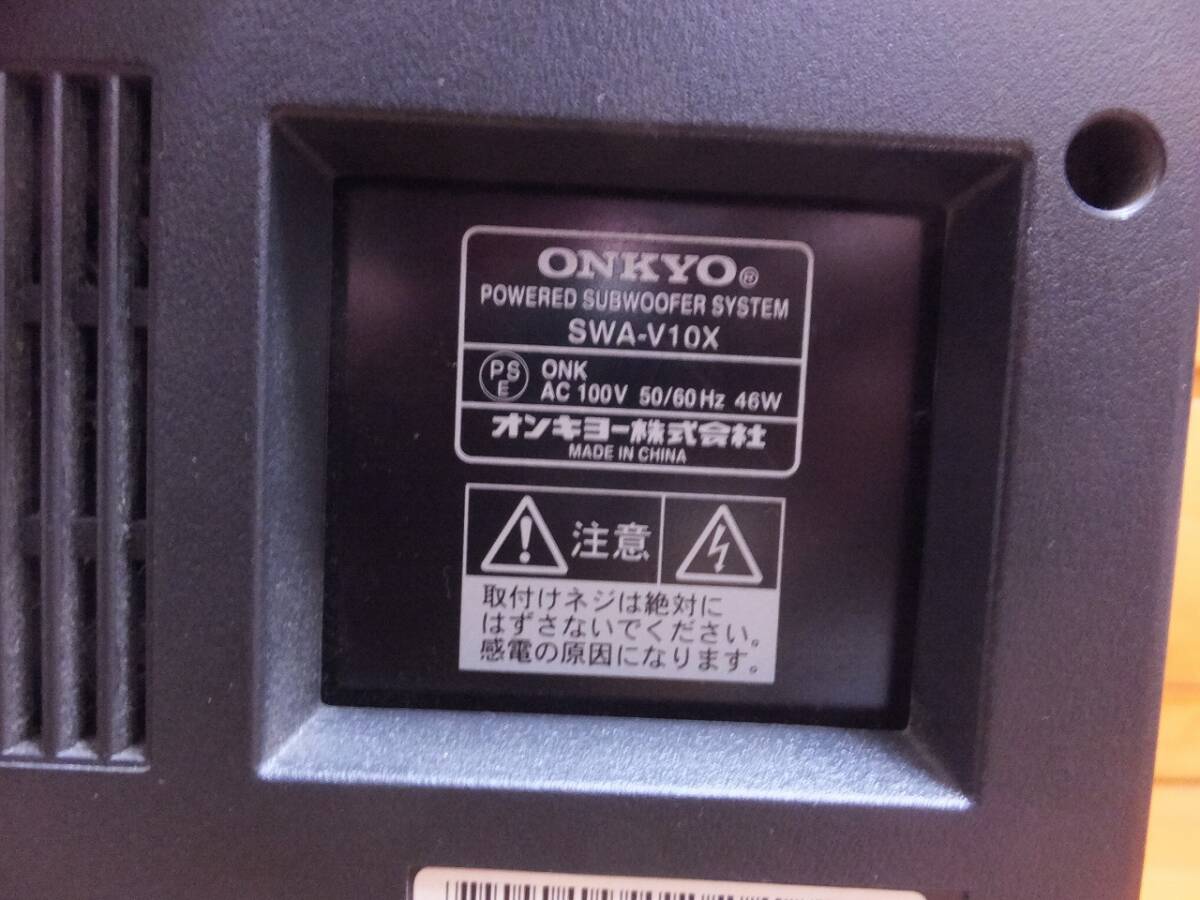 ONKYO®
POWERED SUBWOOFER SYSTEM
SWA-V10X
PSE
ONK
AC 100V 50/60Hz 46W
オンキヨー株式会社
MADE IN CHINA
注意
取付けネジは絶対に
はずさないでください。
感電の原因になります。